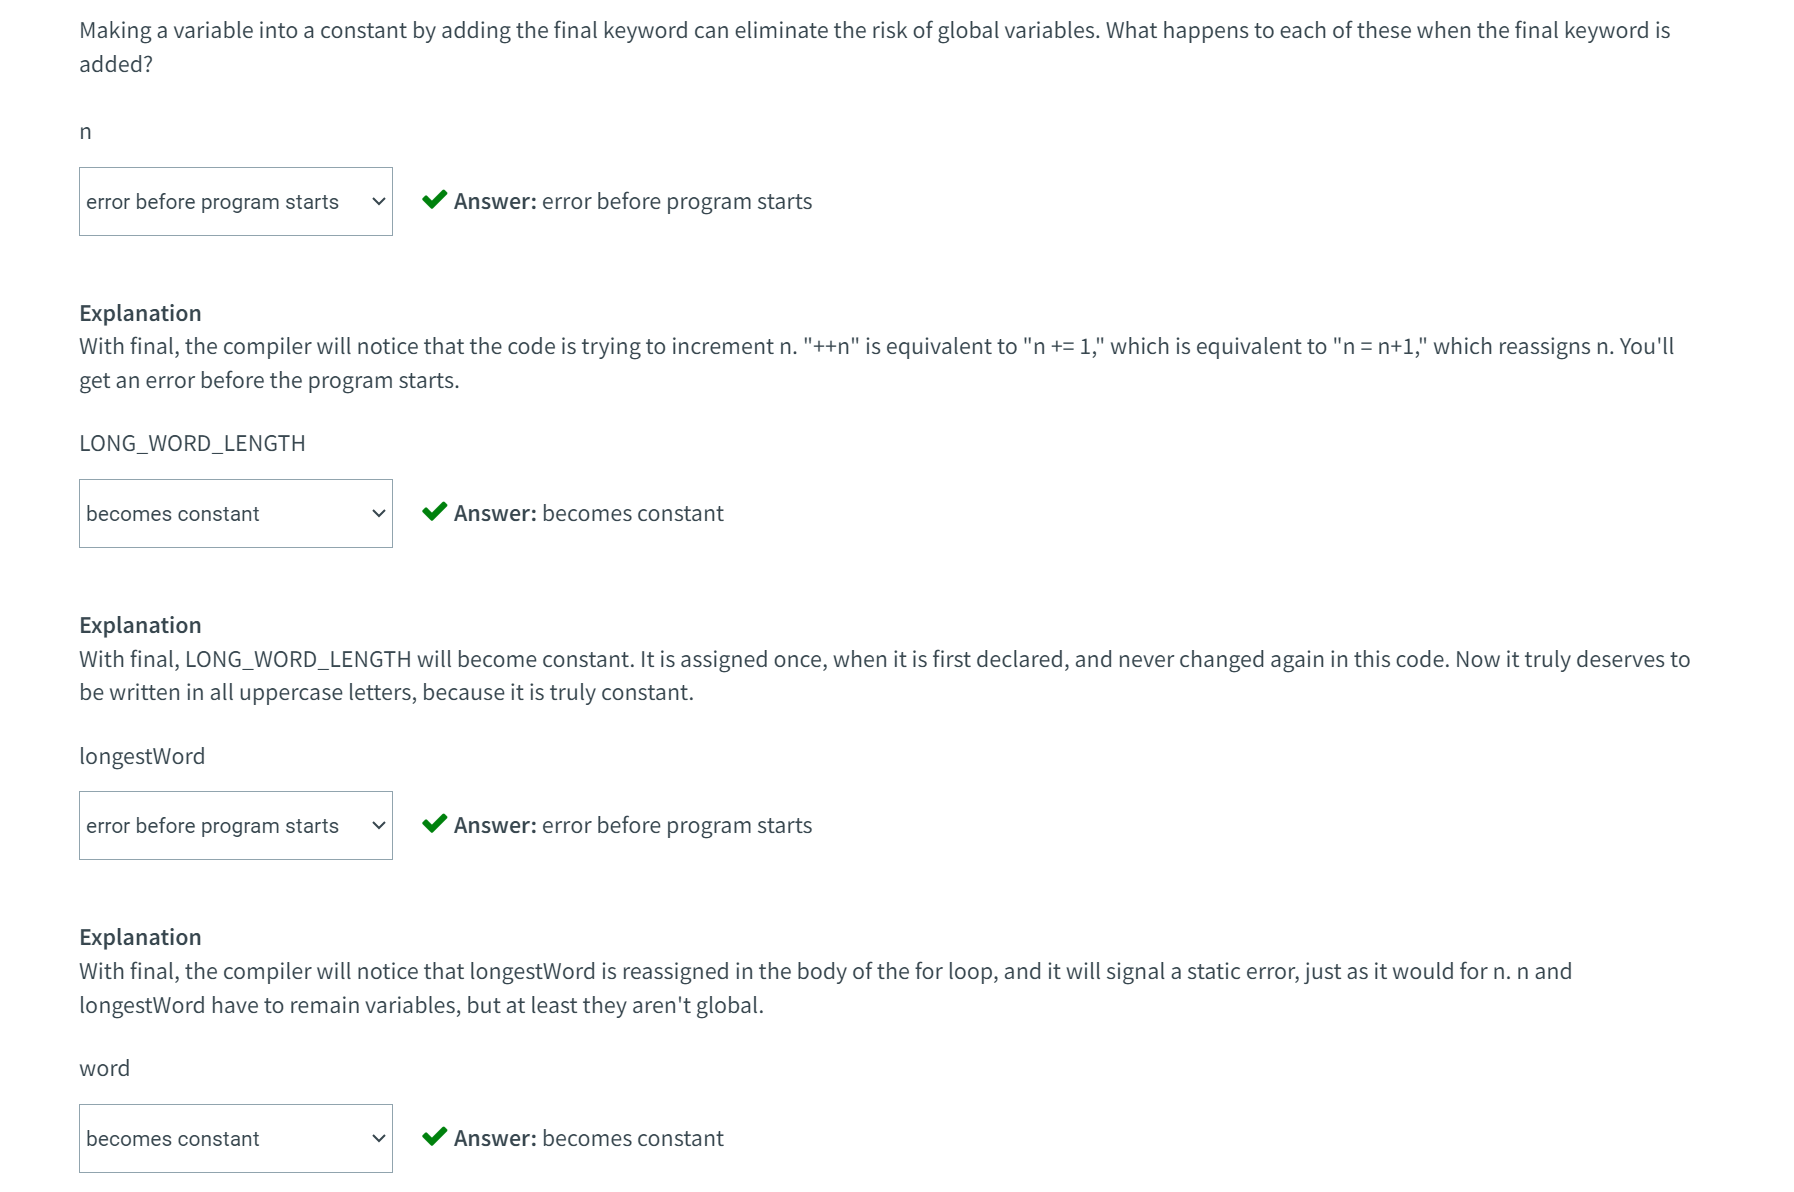 Making a variable into a constant by adding the final keyword can eliminate the risk of global variables. What happens to each of these when the final keyword is
added?
n
error before program starts
Answer: error before program starts
Explanation
With final, the compiler will notice that the code is trying to increment n. "++n" is equivalent to "n += 1," which is equivalent to "n = n+1," which reassigns n. You'll
get an error before the program starts.
LONG_WORD_LENGTH
becomes constant
Answer: becomes constant
Explanation
With final, LONG_WORD_LENGTH will become constant. It is assigned once, when it is first declared, and never changed again in this code. Now it truly deserves to
be written in all uppercase letters, because it is truly constant.
longestWord
error before program starts
Answer: error before program starts
Explanation
With final, the compiler will notice that longestWord is reassigned in the body of the for loop, and it will signal a static error, just as it would for n. n and
longestWord have to remain variables, but at least they aren't global.
word
becomes constant
Answer: becomes constant